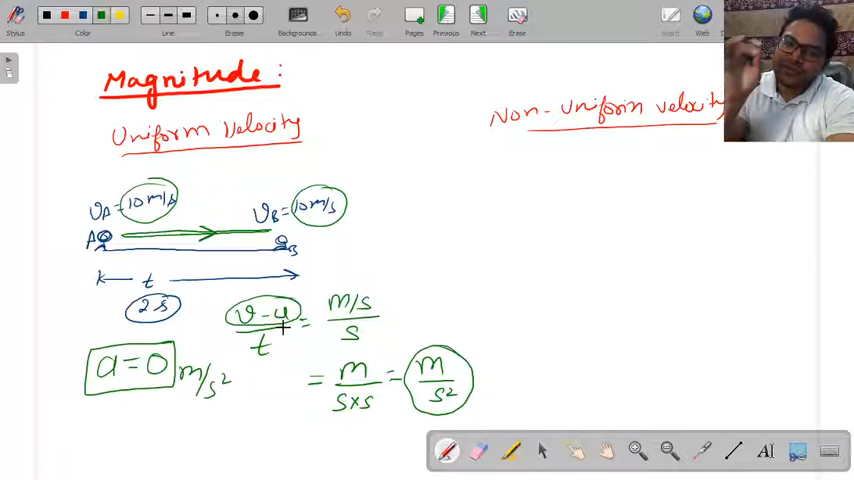 Color
Line
Eraser
Backgrounds
Undo
Redo
Pages
Previous
Next
Erase
Board
Web
Magnitude :
Uniform velocity
Non-uniform velocity
vA = 10 m/s
vB = 10 m/s
A
B
t
2 s
v-u/t = m/s/s
a = 0 m/s²
= m/s×s = m/s²
AI